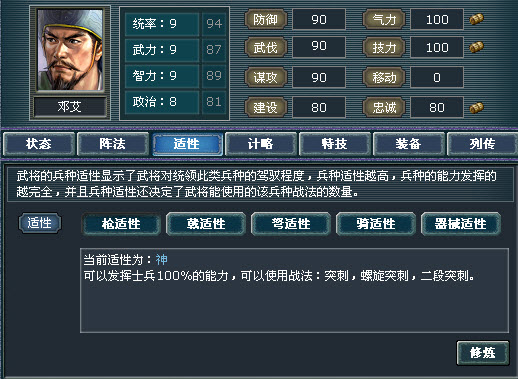 统率：9 94 防御 90 气力 100
武力：9 87 武伐 90 技力 100
智力：9 89 谋攻 90 移动 0
邓艾 政治：8 81 建设 80 忠诚 80
状态 阵法 适性 计略 特技 装备 列传
武将的兵种适性显示了武将对统领此类兵种的驾驭程度，兵种适性越高，兵种的能力发挥的
越完全，并且兵种适性还决定了武将能使用的该兵种战法的数量。
适性 枪适性 戟适性 弩适性 骑适性 器械适性
当前适性为：神
可以发挥士兵100%的能力，可以使用战法：突刺，螺旋突刺，二段突刺。
修炼